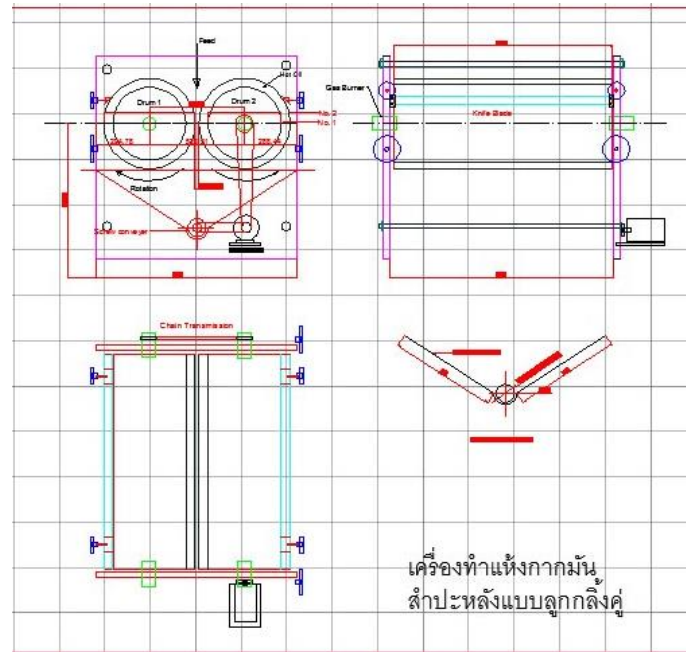 Feed
Hot Oil
Drum 1
Drum 2
No. 2
No. 1
Rotation
Screw conveyer
Gas Burner
Knife Blade
Chain Transmission
เครื่องทำแห้งกากมัน
สำปะหลังแบบลูกกลิ้งคู่